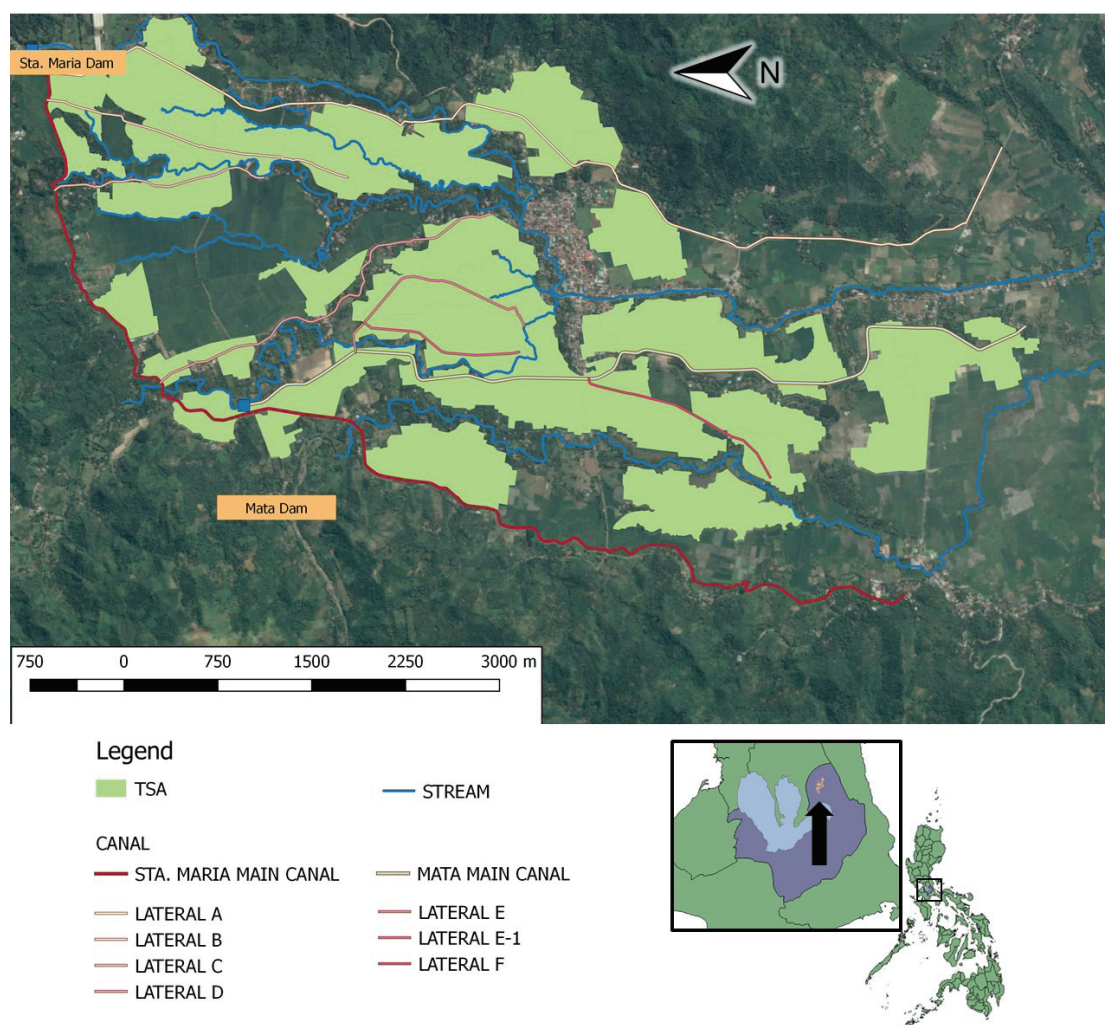 Sta. Maria Dam
N
Mata Dam
750 0 750 1500 2250 3000 m
Legend
TSA
STREAM
CANAL
STA. MARIA MAIN CANAL
MATA MAIN CANAL
LATERAL A
LATERAL B
LATERAL C
LATERAL D
LATERAL E
LATERAL E-1
LATERAL F